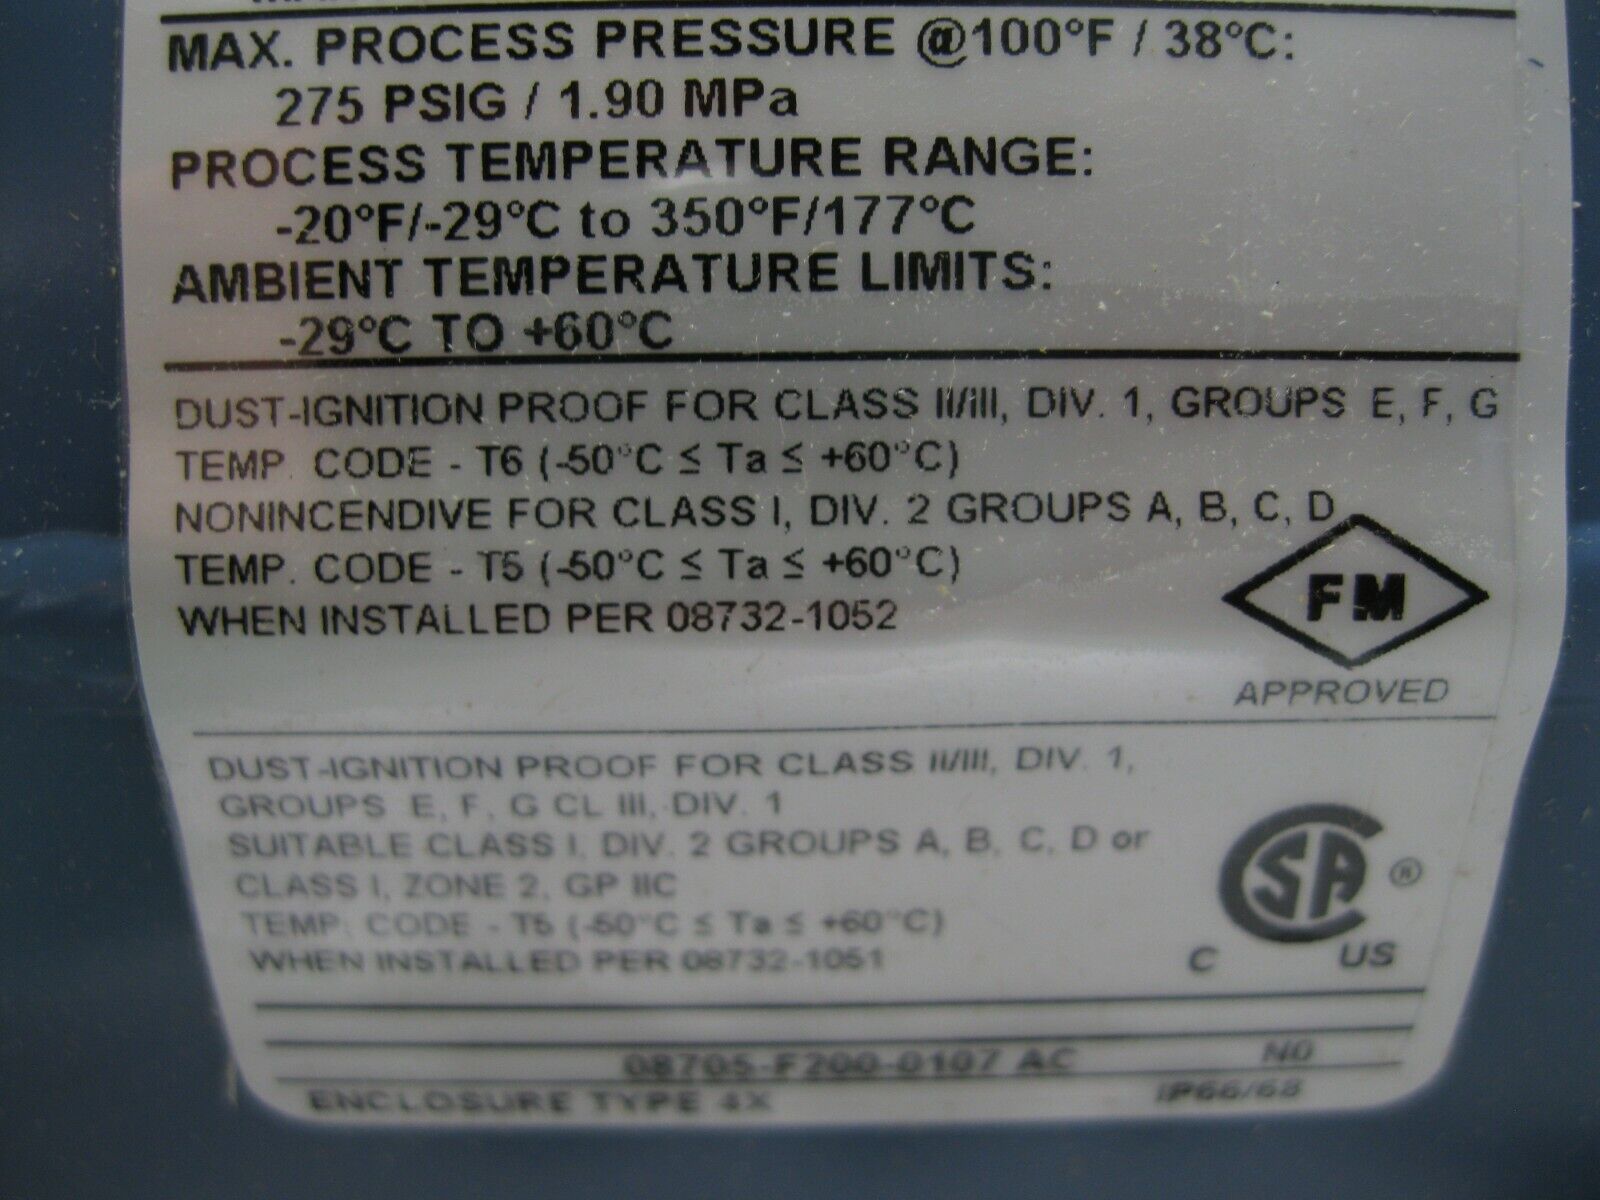 MAX. PROCESS PRESSURE @100°F / 38°C:
275 PSIG / 1.90 MPa
PROCESS TEMPERATURE RANGE:
-20°F/-29°C to 350°F/177°C
AMBIENT TEMPERATURE LIMITS:
-29°C TO +60°C
DUST-IGNITION PROOF FOR CLASS II/III, DIV. 1, GROUPS E, F, G
TEMP. CODE - T6 (-50°C ≤ Ta ≤ +60°C)
NONINCENDIVE FOR CLASS I, DIV. 2 GROUPS A, B, C, D
TEMP. CODE - T5 (-50°C ≤ Ta ≤ +60°C)
WHEN INSTALLED PER 08732-1052
FM
APPROVED
DUST-IGNITION PROOF FOR CLASS II/III, DIV. 1,
GROUPS E, F, G CL III, DIV. 1
SUITABLE CLASS I, DIV. 2 GROUPS A, B, C, D or
CLASS I, ZONE 2, GP IIC
TEMP. CODE - T5 (-50°C ≤ Ta ≤ +60°C)
WHEN INSTALLED PER 08732-1051
CSA ®
C US
08705-F200-0107 AC N0
ENCLOSURE TYPE 4X IP66/68